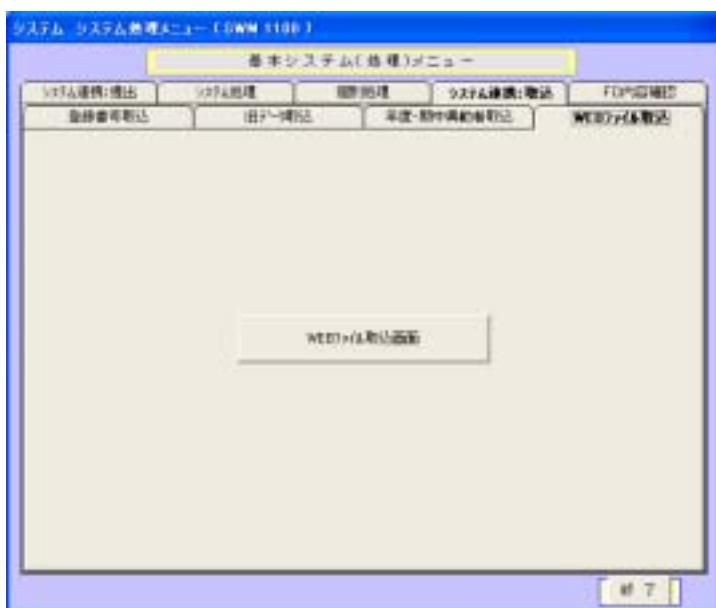 システム システム処理メニュー [SWM 1100]
基本システム(処理)メニュー
システム連携:提出 システム処理 個別処理 システム連携:取込 FD内容確認
登録番号取込 旧データ取込 年度・期中異動者取込 WEBファイル取込
WEBファイル取込画面
終 了